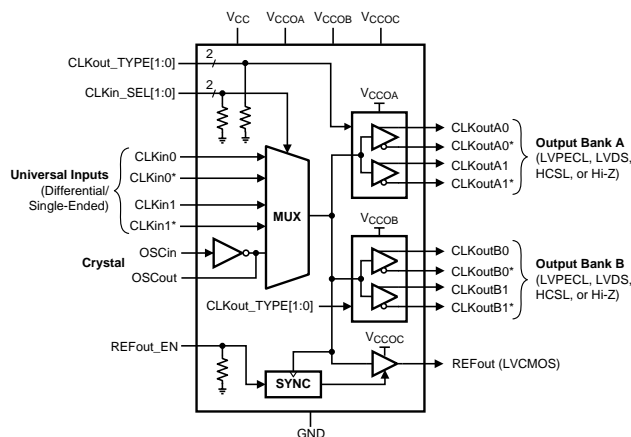 VCC VCCOA VCCOB VCCOC
CLKout_TYPE[1:0]
2
CLKin_SEL[1:0]
2
VCCOA
CLKoutA0
CLKoutA0*
CLKoutA1
CLKoutA1*
Output Bank A
(LVPECL, LVDS,
HCSL, or Hi-Z)
Universal Inputs
(Differential/
Single-Ended)
CLKin0
CLKin0*
CLKin1
CLKin1*
MUX
Crystal
OSCin
OSCout
VCCOB
CLKoutB0
CLKoutB0*
CLKoutB1
CLKoutB1*
Output Bank B
(LVPECL, LVDS,
HCSL, or Hi-Z)
CLKout_TYPE[1:0]
REFout_EN
SYNC
VCCOC
REFout (LVCMOS)
GND